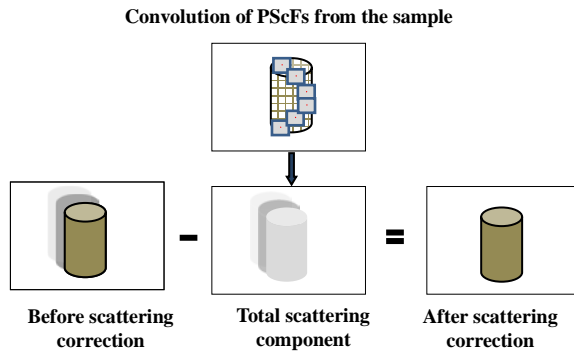 Convolution of PScFs from the sample
Before scattering
correction
Total scattering
component
After scattering
correction